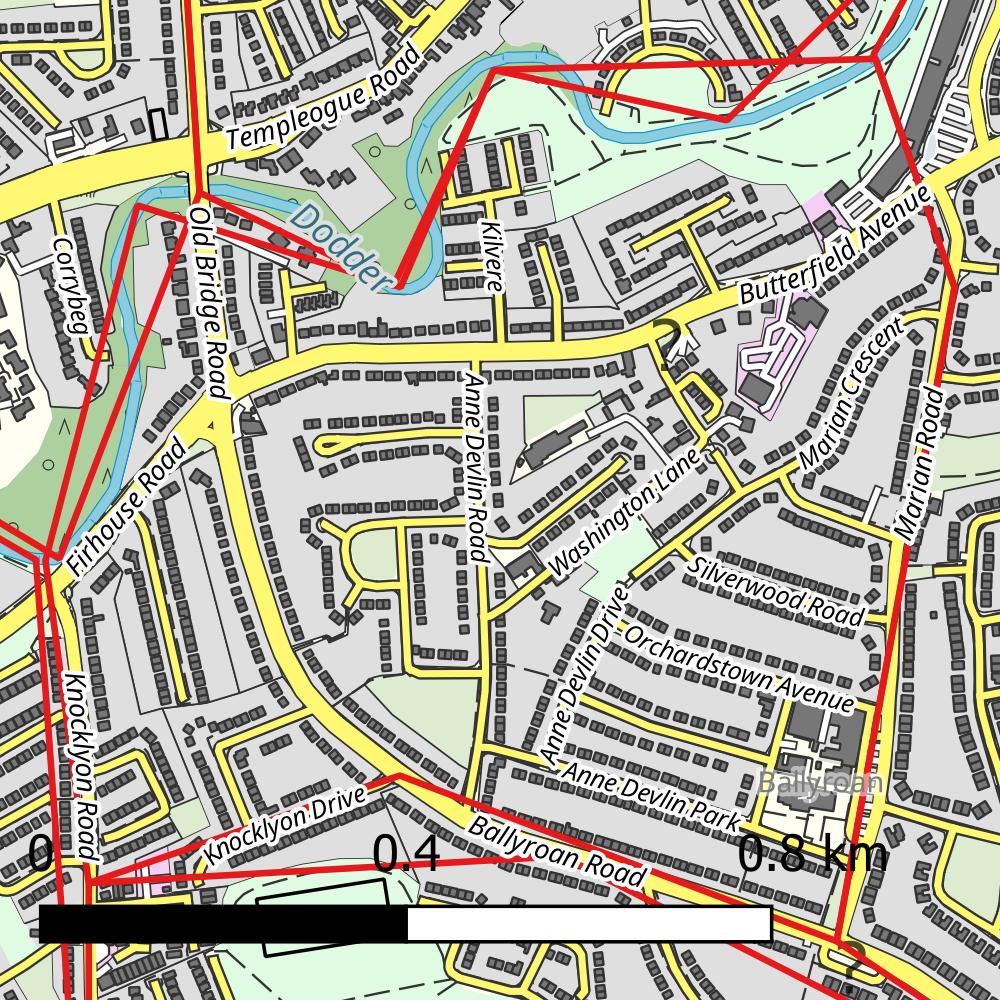 Templeogue Road
Dodder
Old Bridge Road
Corrybeg
Kilvere
Butterfield Avenue
?
Marian Crescent
Anne Devlin Road
Marian Road
Washington Lane
Firhouse Road
Silverwood Road
Orchardstown Avenue
Anne Devlin Drive
Knocklyon Road
Anne Devlin Park
Ballyroan
Knocklyon Drive
Ballyroan Road
0 0.4 0.8 km
?